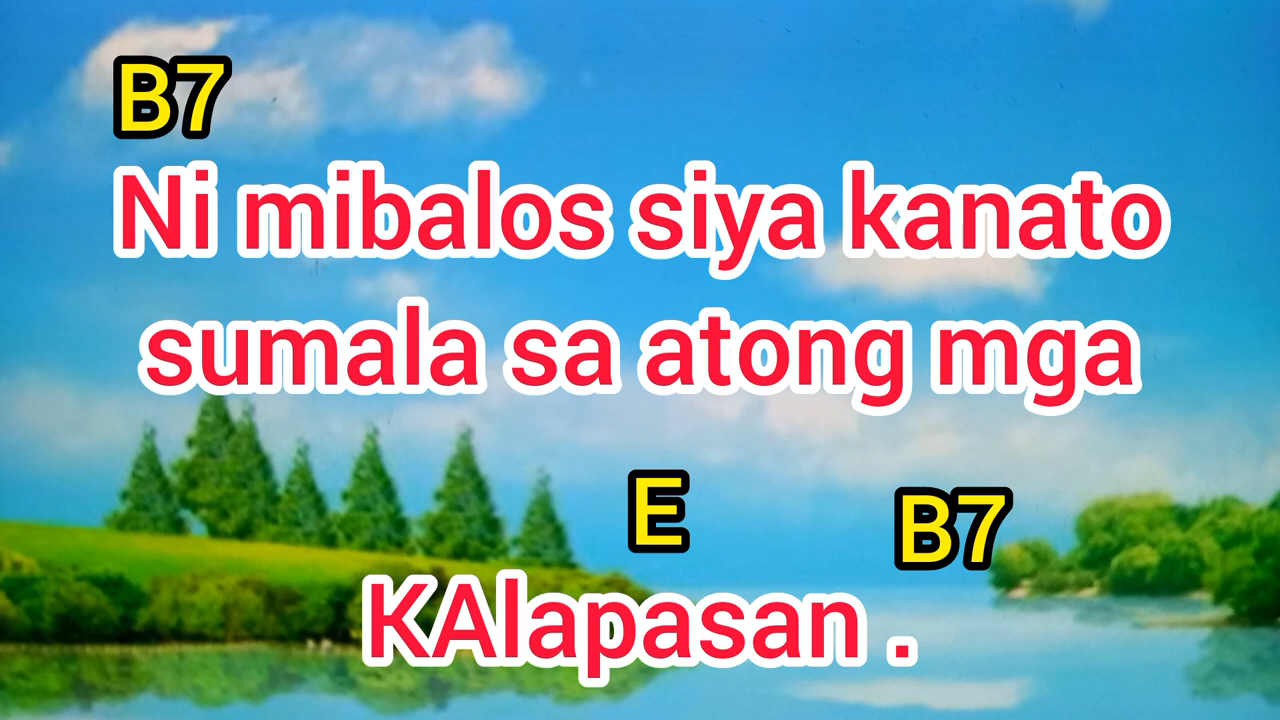 B7
Ni mibalos siya kanato
sumala sa atong mga
E B7
KAlapasan .